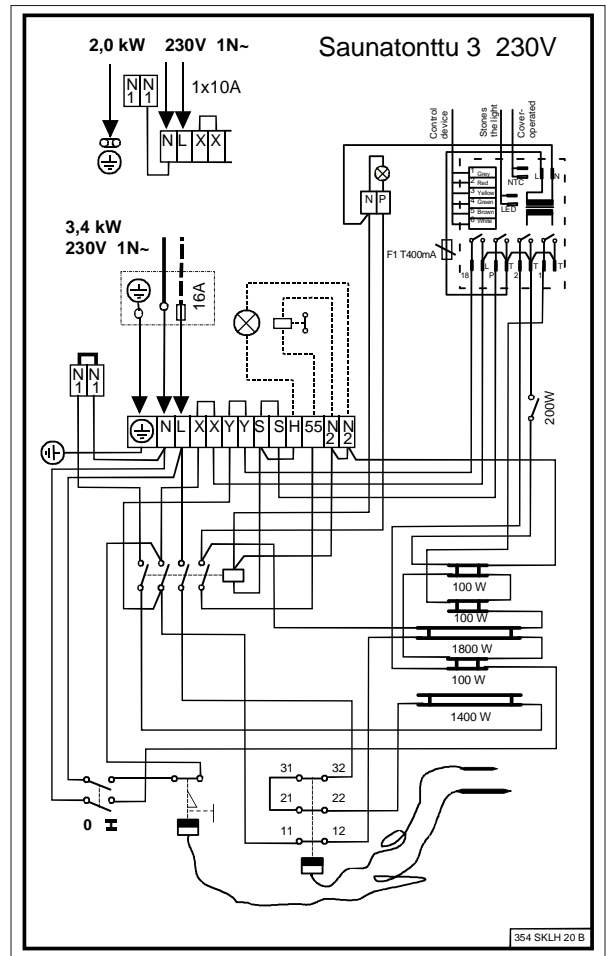 2,0 kW 230V 1N~ Saunatonttu 3 230V
N 1 N 1 1x10A
N L X X
Control device
Stones the light
Cover-operated
N P
1 Grey
2 Red
3 Yellow
4 Green
5 Brown
6 White
NTC
LED
L N
F1 T400mA
18 L P T 2 T 1 T
3,4 kW
230V 1N~
16A
200W
N 1 N 1
N L X X Y Y S S H 55 N 2 N 2
100 W
100 W
1800 W
100 W
1400 W
31 32
21 22
11 12
0 I
354 SKLH 20 B